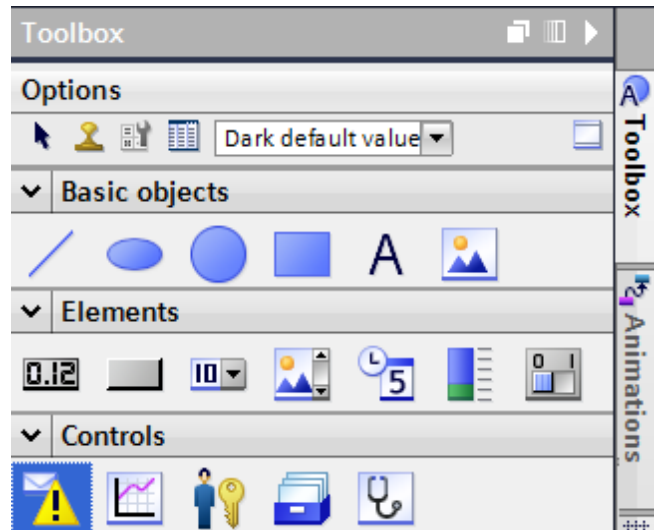 Toolbox
Options
Dark default value
Basic objects
A
Elements
0.12
10
5
0 I
Controls
A
Toolbox
Animations